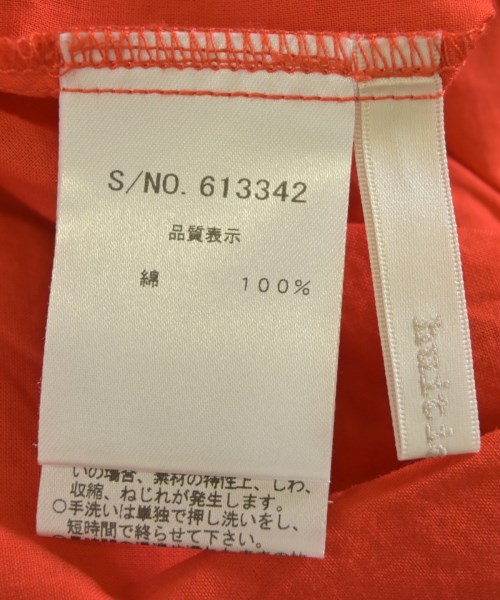 S/NO. 613342
品質表示
綿 100%
いの場合、素材の特性上、しわ、
収縮、ねじれが発生します。
○手洗いは単独で押し洗いをし、
短時間で終らせて下さい。
huit